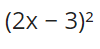 (2x − 3)²